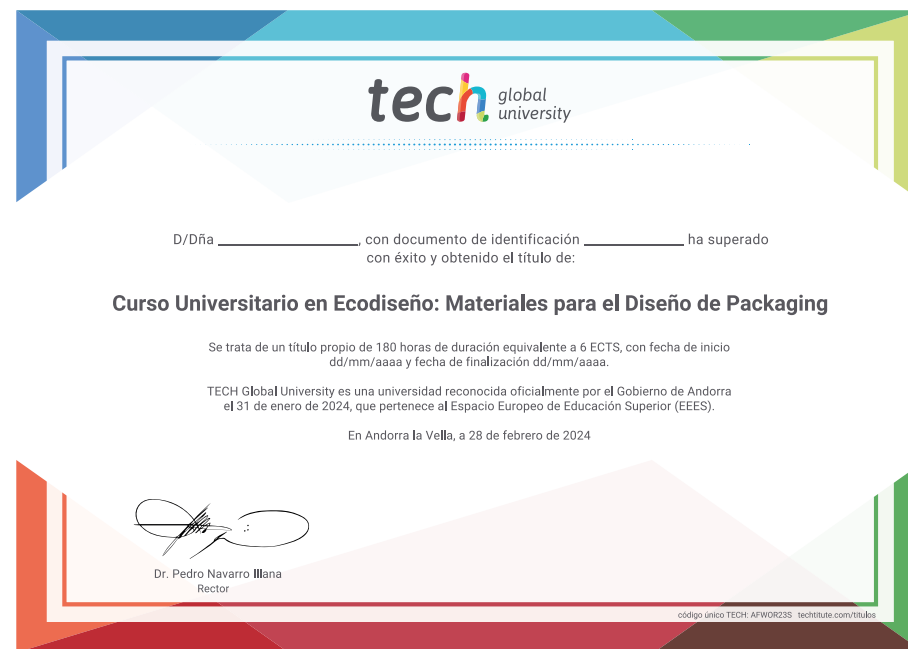 tech global university
D/Dña ____________, con documento de identificación ____________ ha superado
con éxito y obtenido el título de:
Curso Universitario en Ecodiseño: Materiales para el Diseño de Packaging
Se trata de un título propio de 180 horas de duración equivalente a 6 ECTS, con fecha de inicio
dd/mm/aaaa y fecha de finalización dd/mm/aaaa.
TECH Global University es una universidad reconocida oficialmente por el Gobierno de Andorra
el 31 de enero de 2024, que pertenece al Espacio Europeo de Educación Superior (EEES).
En Andorra la Vella, a 28 de febrero de 2024
Dr. Pedro Navarro Illana
Rector
código único TECH: AFWOR23S techtitute.com/titulos